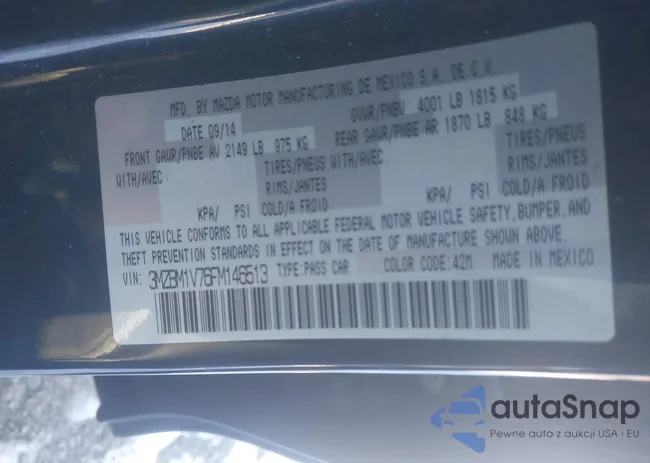 MFD. BY MAZDA MOTOR MANUFACTURING DE MEXICO S.A. DE C.V.
DATE 09/14 GVWR/PNBV 4001 LB 1815 KG
FRONT GAWR/PNBE AV 2149 LB 975 KG REAR GAWR/PNBE AR 1870 LB 848 KG
WITH/AVEC TIRES/PNEUS WITH/AVEC TIRES/PNEUS
RIMS/JANTES RIMS/JANTES
KPA/ PSI COLD/A FROID KPA/ PSI COLD/A FROID
THIS VEHICLE CONFORMS TO ALL APPLICABLE FEDERAL MOTOR VEHICLE SAFETY, BUMPER, AND
THEFT PREVENTION STANDARDS IN EFFECT ON THE DATE OF MANUFACTURE SHOWN ABOVE.
VIN: 3MZBM1V76FM146513 TYPE:PASS CAR COLOR CODE:42M MADE IN MEXICO
autaSnap
Pewne auta z aukcji USA i EU